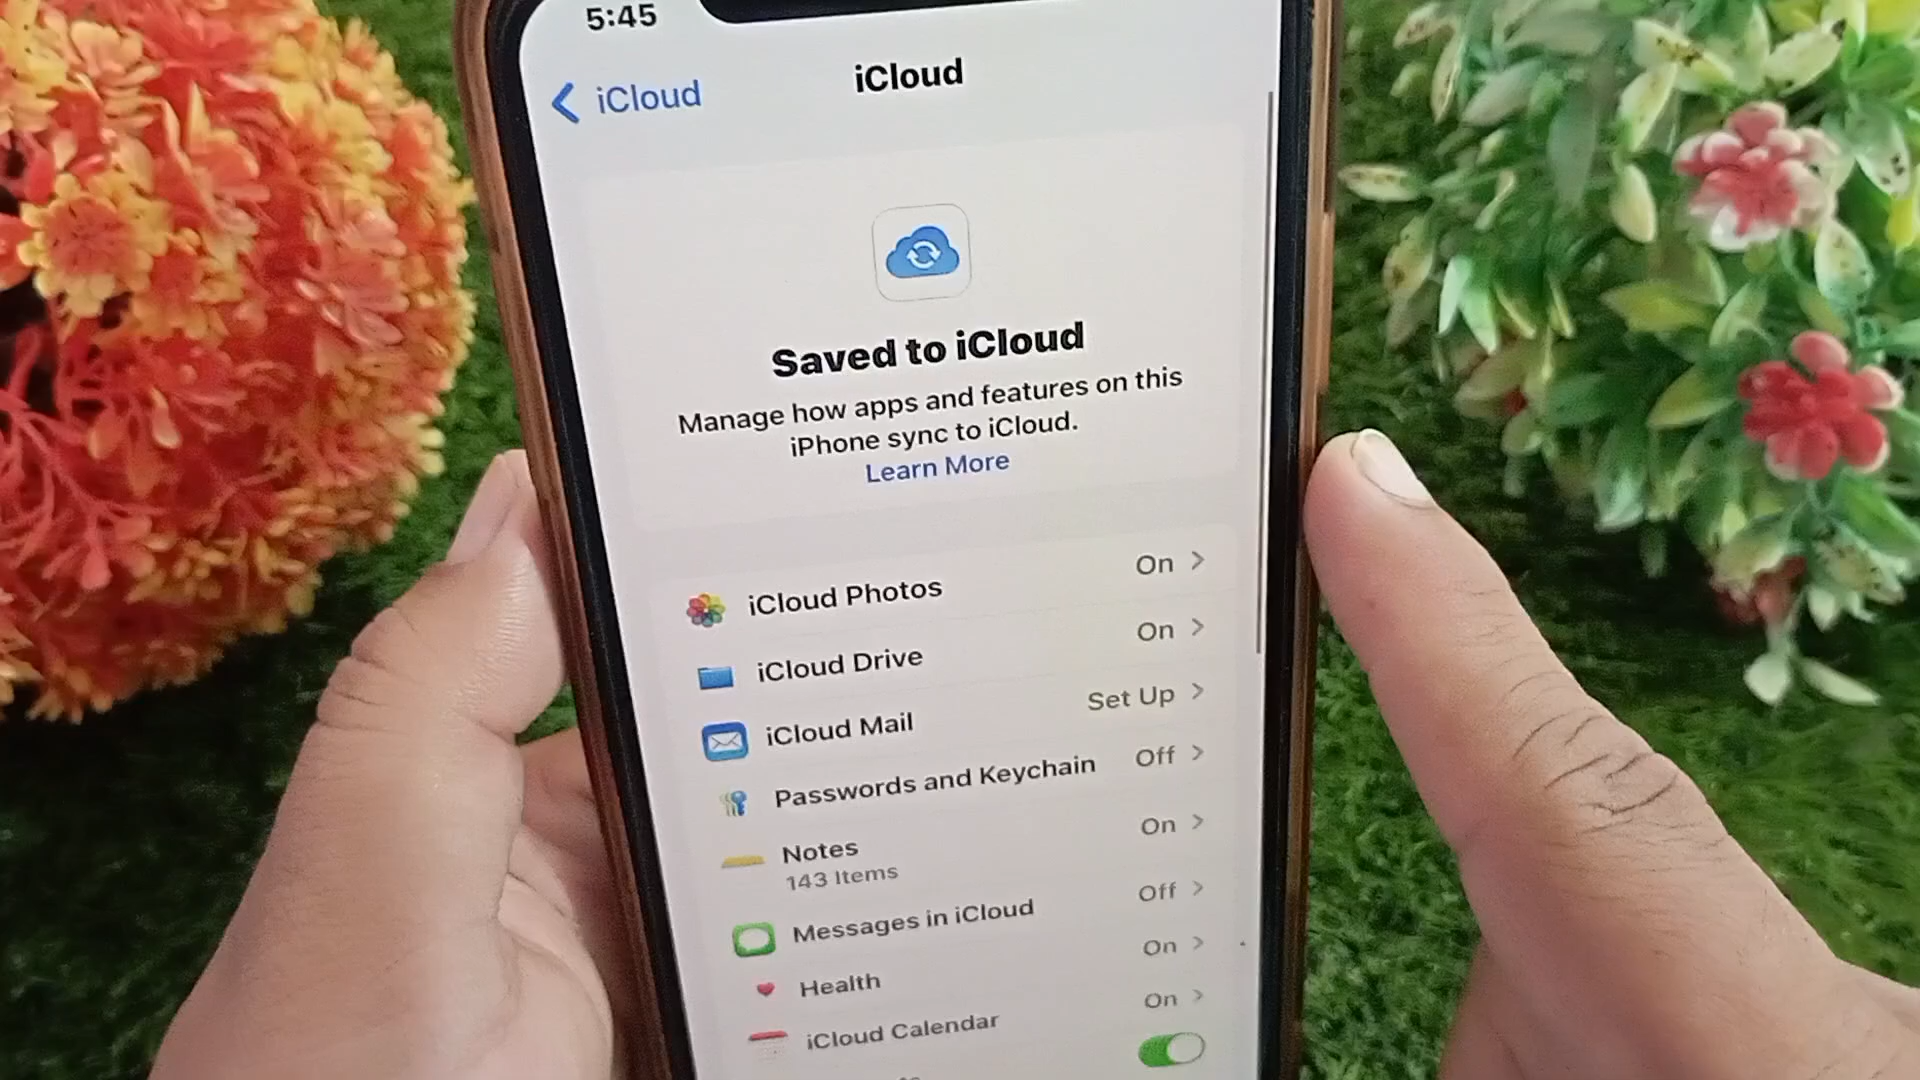 5:45
iCloud
iCloud
Saved to iCloud
Manage how apps and features on this
iPhone sync to iCloud.
Learn More
iCloud Photos On
iCloud Drive On
iCloud Mail Set Up
Passwords and Keychain Off
Notes On
143 Items
Messages in iCloud Off
Health On
iCloud Calendar On